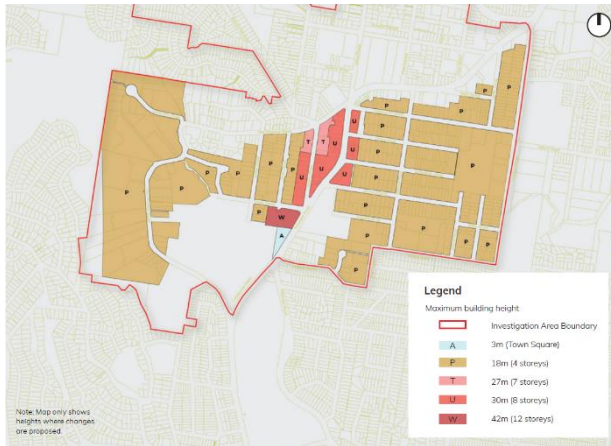 P
P
P
P
U
T
T
U
P
P
P
P
U
P
P
P
U
U
U
P
P
P
P
P
W
P
A
P
P
P
P
Legend
Maximum building height
Investigation Area Boundary
A 3m (Town Square)
P 18m (4 storeys)
T 27m (7 storeys)
U 30m (8 storeys)
W 42m (12 storeys)
Note: Map only shows
heights where changes
are proposed.